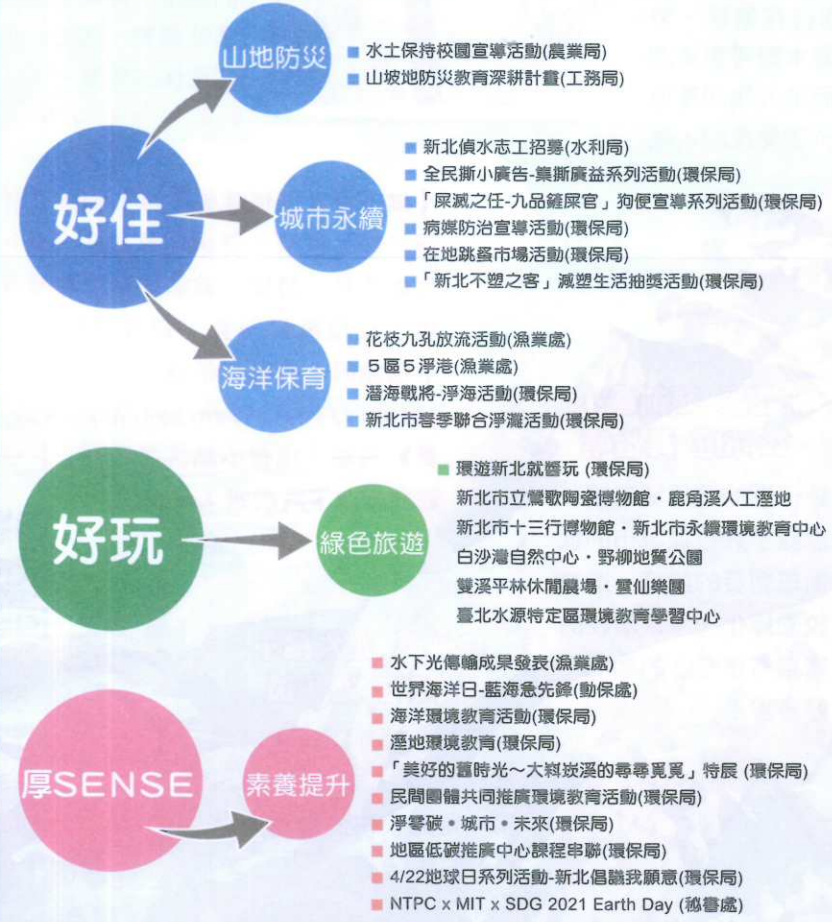 山地防災
水土保持校園宣導活動(農業局)
山坡地防災教育深耕計畫(工務局)
好住
城市永續
新北偵水志工招募(水利局)
全民撕小廣告-集撕廣益系列活動(環保局)
「屎滅之任-九品鏟屎官」狗便宣導系列活動(環保局)
病媒防治宣導活動(環保局)
在地跳蚤市場活動(環保局)
「新北不塑之客」減塑生活抽獎活動(環保局)
海洋保育
花枝九孔放流活動(漁業處)
5區5淨港(漁業處)
潛海戰將-淨海活動(環保局)
新北市春季聯合淨灘活動(環保局)
好玩
綠色旅遊
環遊新北就醬玩 (環保局)
新北市立鶯歌陶瓷博物館・鹿角溪人工溼地
新北市十三行博物館・新北市永續環境教育中心
白沙灣自然中心・野柳地質公園
雙溪平林休閒農場・雲仙樂園
臺北水源特定區環境教育學習中心
厚SENSE
素養提升
水下光傳輸成果發表(漁業處)
世界海洋日-藍海急先鋒(動保處)
海洋環境教育活動(環保局)
溼地環境教育(環保局)
「美好的舊時光～大嵙崁溪的尋尋覓覓」特展 (環保局)
民間團體共同推廣環境教育活動(環保局)
淨零碳・城市・未來(環保局)
地區低碳推廣中心課程串聯(環保局)
4/22地球日系列活動-新北倡議我願意(環保局)
NTPC x MIT x SDG 2021 Earth Day (秘書處)